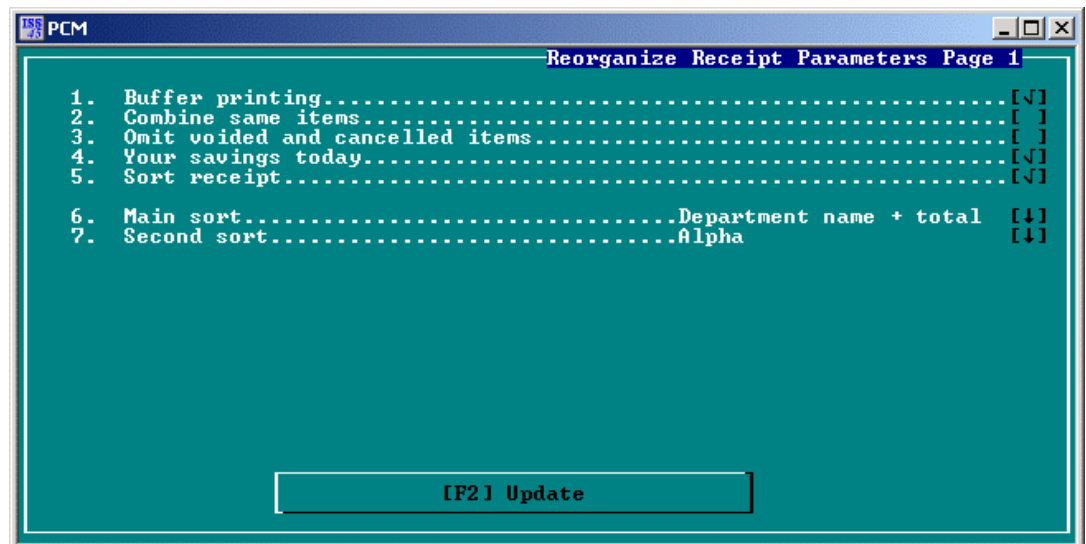 ISS 45 PCM
Reorganize Receipt Parameters Page 1
1. Buffer printing....................................................[√]
2. Combine same items.................................................[ ]
3. Omit voided and cancelled items....................................[ ]
4. Your savings today.................................................[√]
5. Sort receipt.......................................................[√]
6. Main sort.................................Department name + total [↓]
7. Second sort...............................Alpha [↓]
[F2] Update